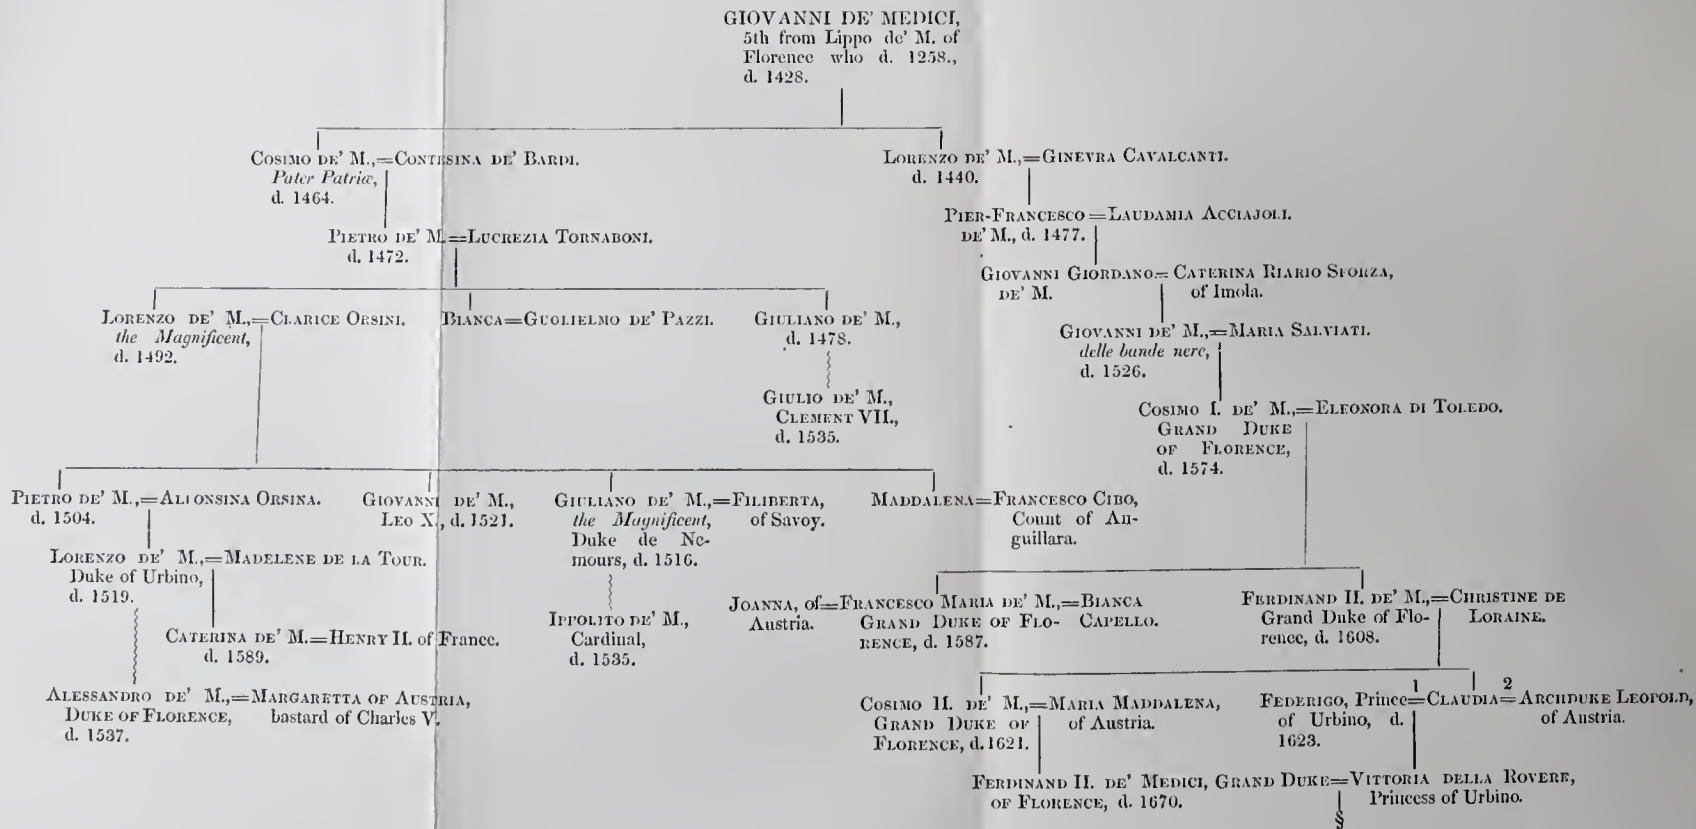 GIOVANNI DE' MEDICI,
5th from Lippo de' M. of
Florence who d. 1258.,
d. 1428.
COSIMO DE' M.,=CONTESINA DE' BARDI.
Pater Patriæ,
d. 1464.
LORENZO DE' M.,=GINEVRA CAVALCANTI.
d. 1440.
PIER-FRANCESCO=LAUDAMIA ACCIAJOLI.
DE' M., d. 1477.
PIETRO DE' M.=LUCREZIA TORNABONI.
d. 1472.
GIOVANNI GIORDANO=CATERINA RIARIO SFORZA,
DE' M. of Imola.
LORENZO DE' M.,=CLARICE ORSINI.
the Magnificent,
d. 1492.
BIANCA=GUGLIELMO DE' PAZZI.
GIULIANO DE' M.,
d. 1478.
GIULIO DE' M.,
CLEMENT VII.,
d. 1535.
GIOVANNI DE' M.,=MARIA SALVIATI.
delle bande nere,
d. 1526.
COSIMO I. DE' M.,=ELEONORA DI TOLEDO.
GRAND DUKE
OF FLORENCE,
d. 1574.
PIETRO DE' M.,=ALFONSINA ORSINA.
d. 1504.
GIOVANNI DE' M.,
LEO X., d. 1521.
GIULIANO DE' M.,=FILIBERTA,
the Magnificent, of Savoy.
Duke de Ne-
mours, d. 1516.
MADDALENA=FRANCESCO CIBO,
Count of An-
guillara.
LORENZO DE' M.,=MADELENE DE LA TOUR.
Duke of Urbino,
d. 1519.
CATERINA DE' M.=HENRY II. of France.
d. 1589.
IPPOLITO DE' M.,
Cardinal,
d. 1535.
JOANNA, of=FRANCESCO MARIA DE' M.,=BIANCA
Austria. GRAND DUKE OF FLO- CAPELLO.
RENCE, d. 1587.
FERDINAND II. DE' M.,=CHRISTINE DE
Grand Duke of Flo- LORAINE.
rence, d. 1608.
ALESSANDRO DE' M.,=MARGARETTA OF AUSTRIA,
DUKE OF FLORENCE, bastard of Charles V.
d. 1537.
COSIMO II. DE' M.,=MARIA MADDALENA,
GRAND DUKE OF of Austria.
FLORENCE, d. 1621.
1 2
FEDERIGO, Prince=CLAUDIA=ARCHDUKE LEOPOLD,
of Urbino, d. of Austria.
1623.
FERDINAND II. DE' MEDICI, GRAND DUKE=VITTORIA DELLA ROVERE,
OF FLORENCE, d. 1670. Princess of Urbino.
§